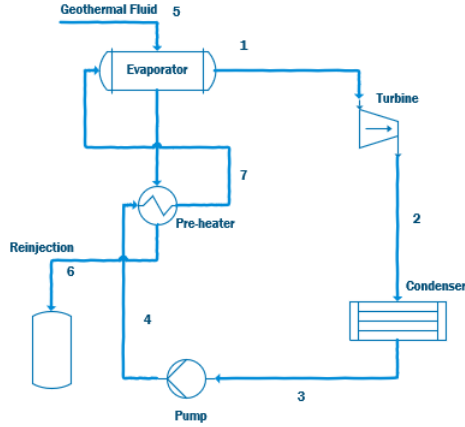 Geothermal Fluid
5
1
Evaporator
Turbine
7
2
Pre-heater
Reinjection
6
Condenser
4
3
Pump